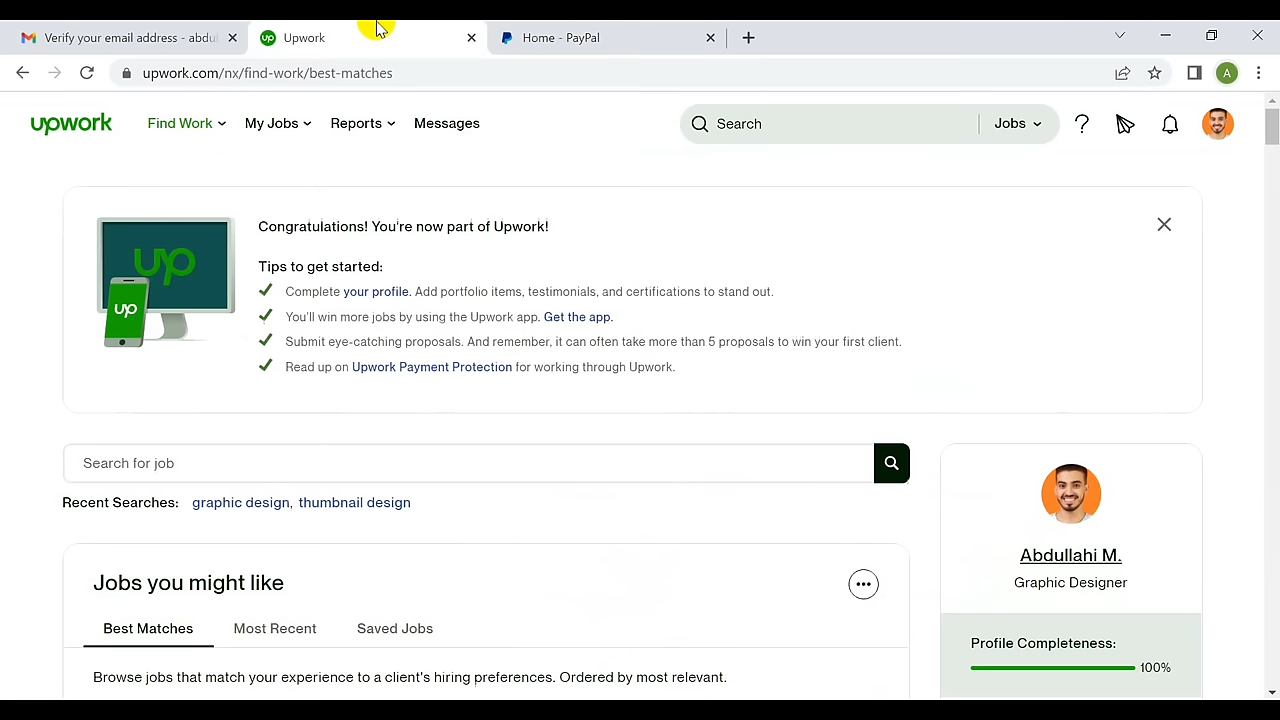 Verify your email address - abdul
Upwork
Home - PayPal
upwork.com/nx/find-work/best-matches
A
upwork
Find Work
My Jobs
Reports
Messages
Search
Jobs
up
up
Congratulations! You're now part of Upwork!
Tips to get started:
Complete your profile. Add portfolio items, testimonials, and certifications to stand out.
You'll win more jobs by using the Upwork app. Get the app.
Submit eye-catching proposals. And remember, it can often take more than 5 proposals to win your first client.
Read up on Upwork Payment Protection for working through Upwork.
Search for job
Recent Searches: graphic design, thumbnail design
Jobs you might like
Best Matches
Most Recent
Saved Jobs
Browse jobs that match your experience to a client's hiring preferences. Ordered by most relevant.
Abdullahi M.
Graphic Designer
Profile Completeness:
100%